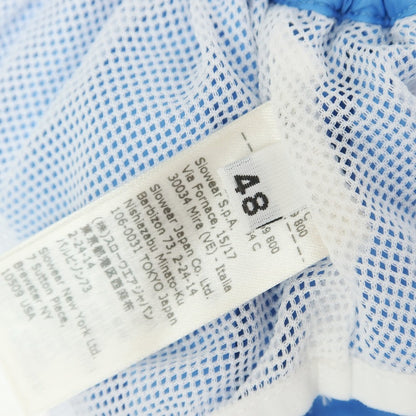 48
Slowear S.p.A.
Via Fornace, 15/17
30034 Mira (VE) - Italia
Slowear Japan Co. Ltd.
Barbizon 73 2-24-14
Nishiazabu Minato-Ku
106-0031 TOKYO Japan
(株)スローウエアジャパン
東京都港区西麻布
2-24-14
バルビゾン73
Slowear New York Ltd
7 Sutton Place,
Brewster NY
10509 USA
4 C
800